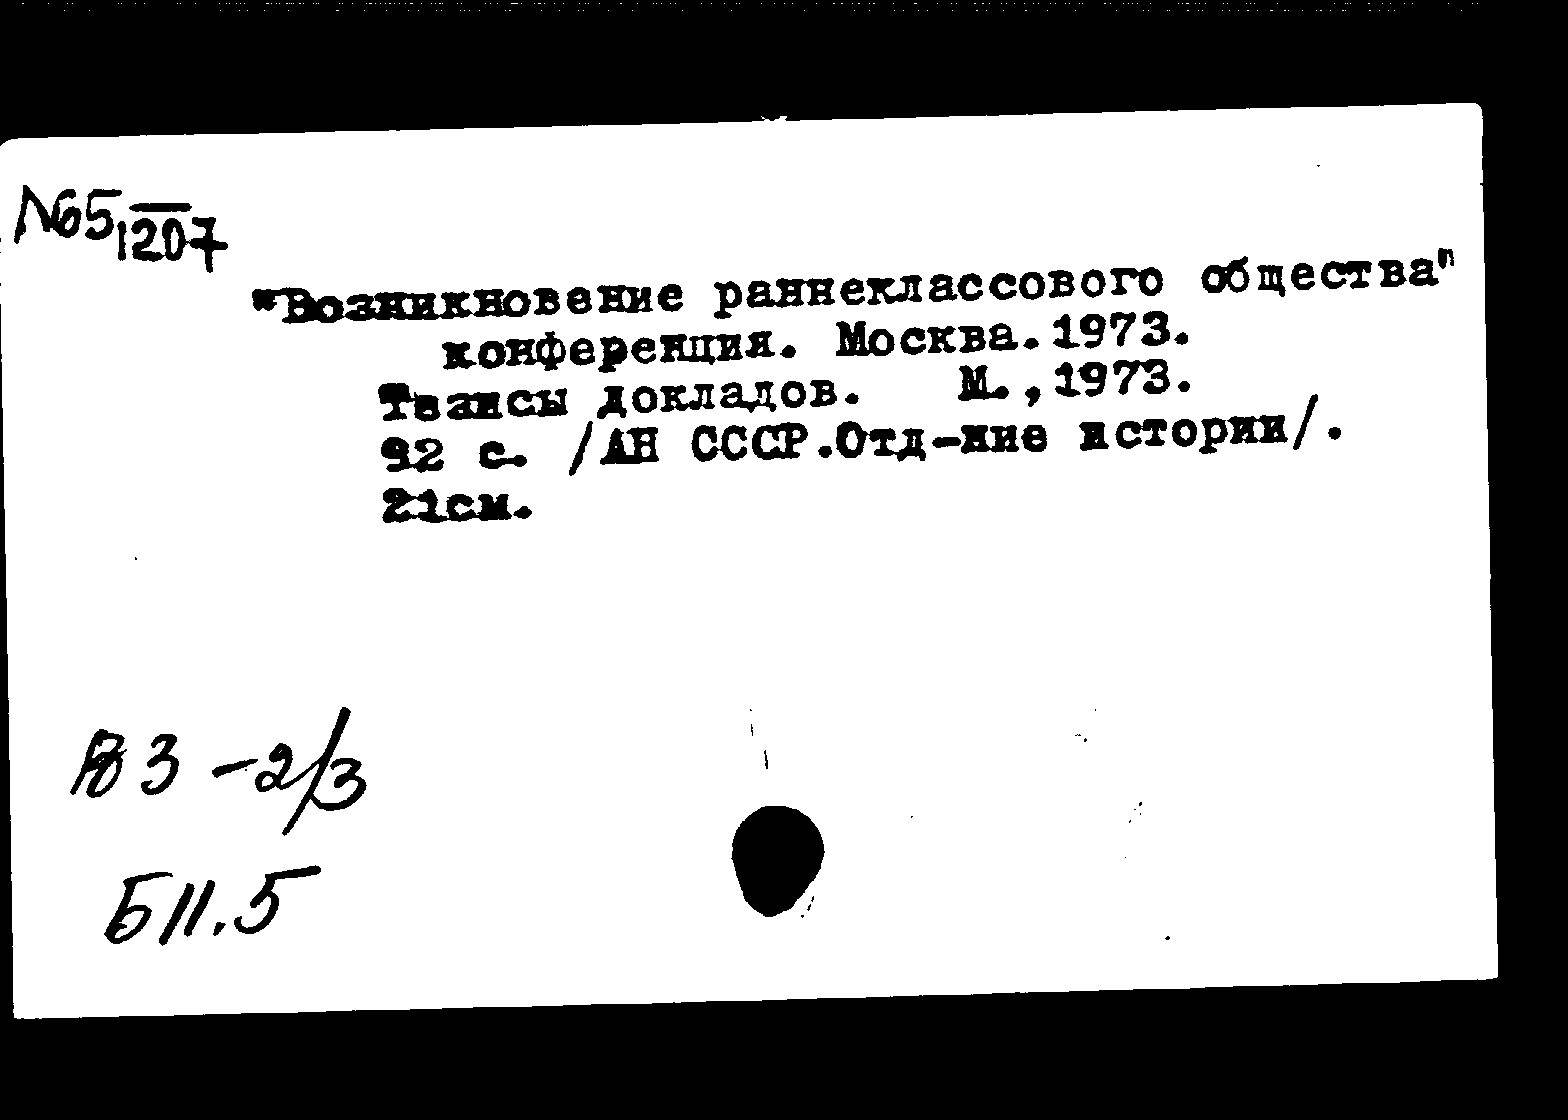 N65
1207
"Возникновение раннеклассового общества"
конференция. Москва.1973.
Тезисы докладов. М.,1973.
92 с. /АН СССР.Отд-ние истории/.
21см.
В3-2/3
Б11.5